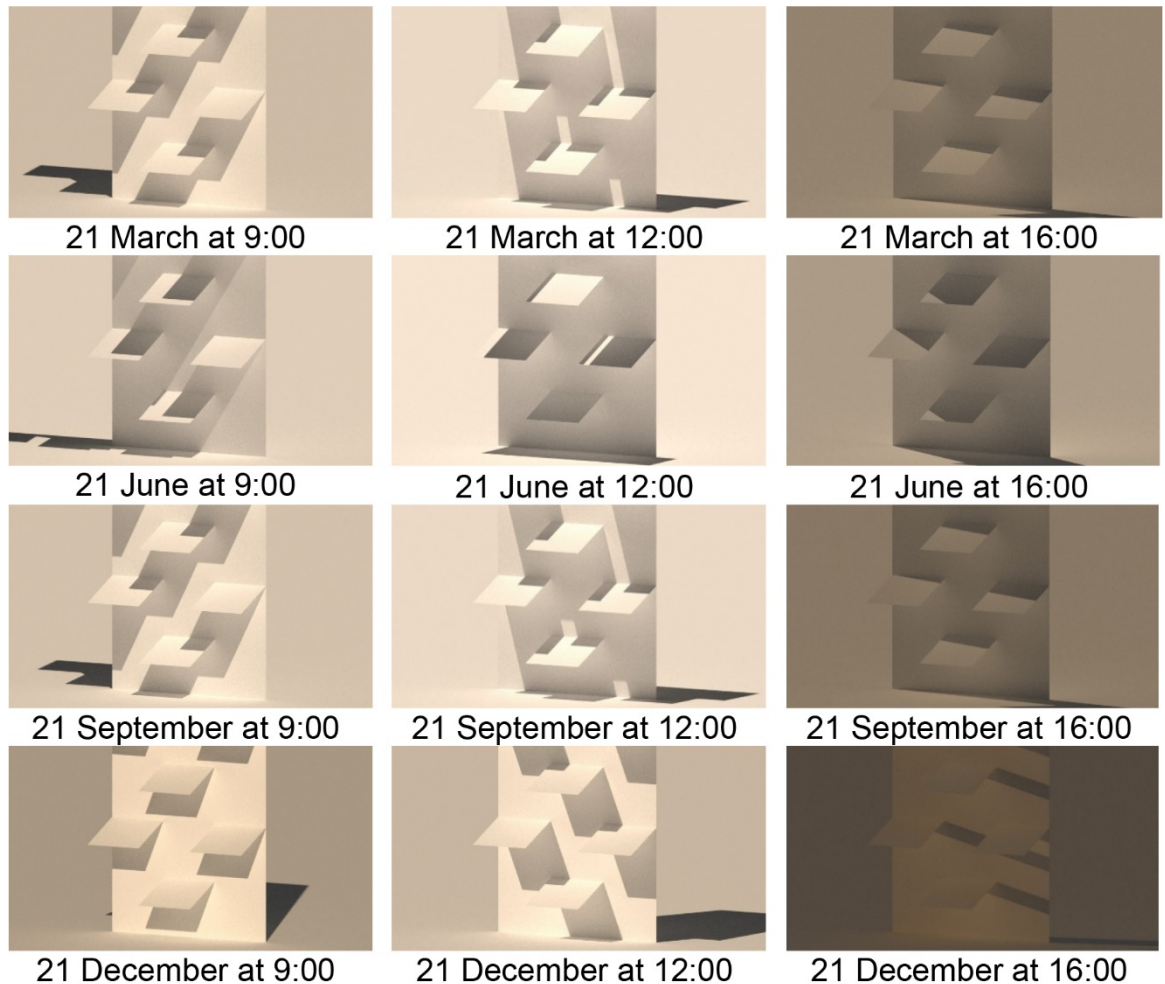 21 March at 9:00
21 March at 12:00
21 March at 16:00
21 June at 9:00
21 June at 12:00
21 June at 16:00
21 September at 9:00
21 September at 12:00
21 September at 16:00
21 December at 9:00
21 December at 12:00
21 December at 16:00